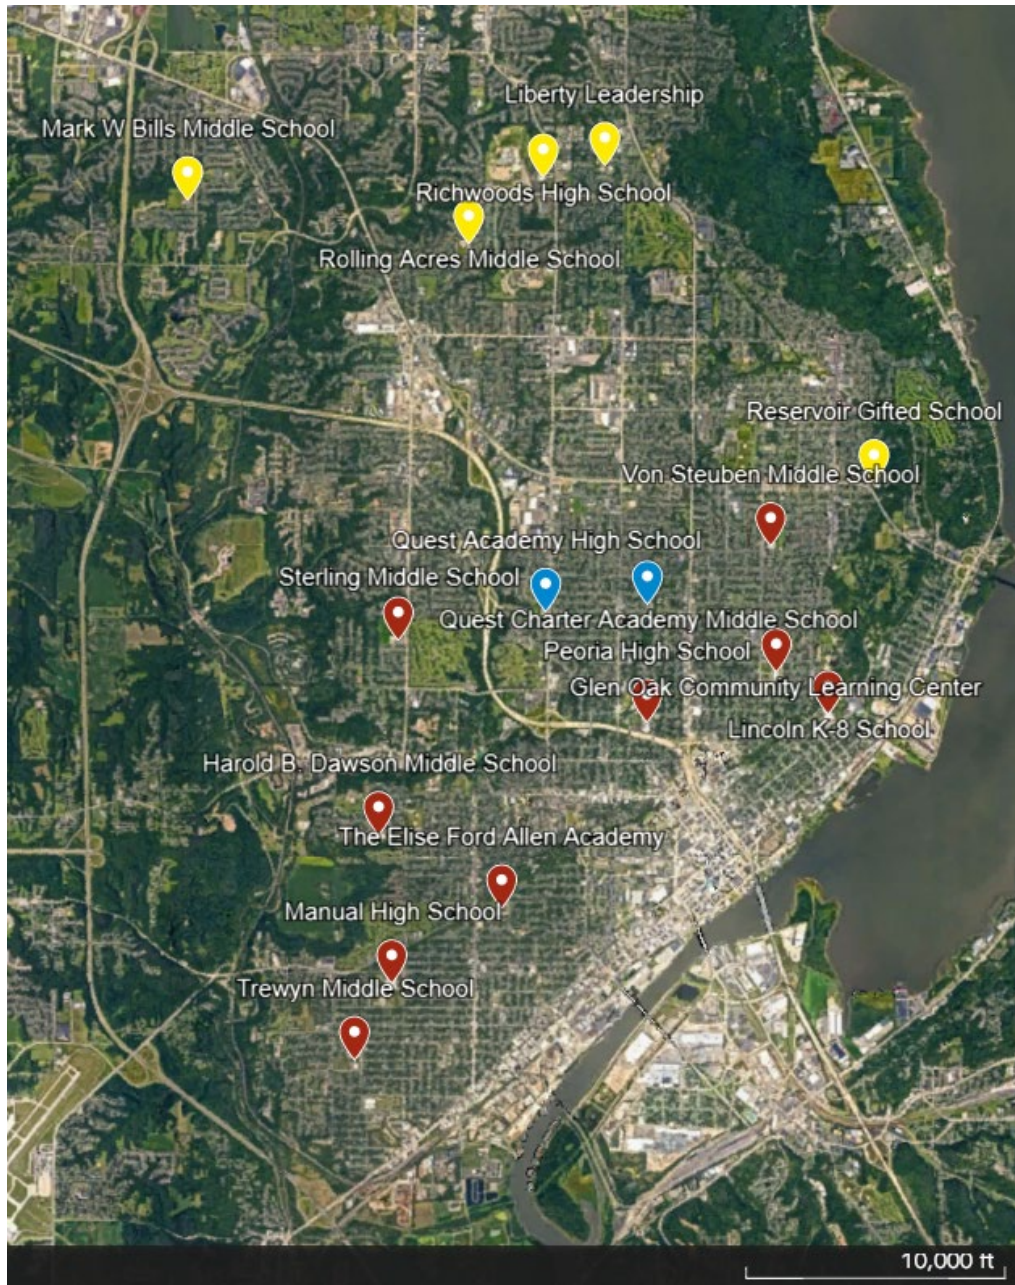 Liberty Leadership
Mark W Bills Middle School
Richwoods High School
Rolling Acres Middle School
Reservoir Gifted School
Von Steuben Middle School
Quest Academy High School
Sterling Middle School
Quest Charter Academy Middle School
Peoria High School
Glen Oak Community Learning Center
Lincoln K-8 School
Harold B. Dawson Middle School
The Elise Ford Allen Academy
Manual High School
Trewyn Middle School
10,000 ft